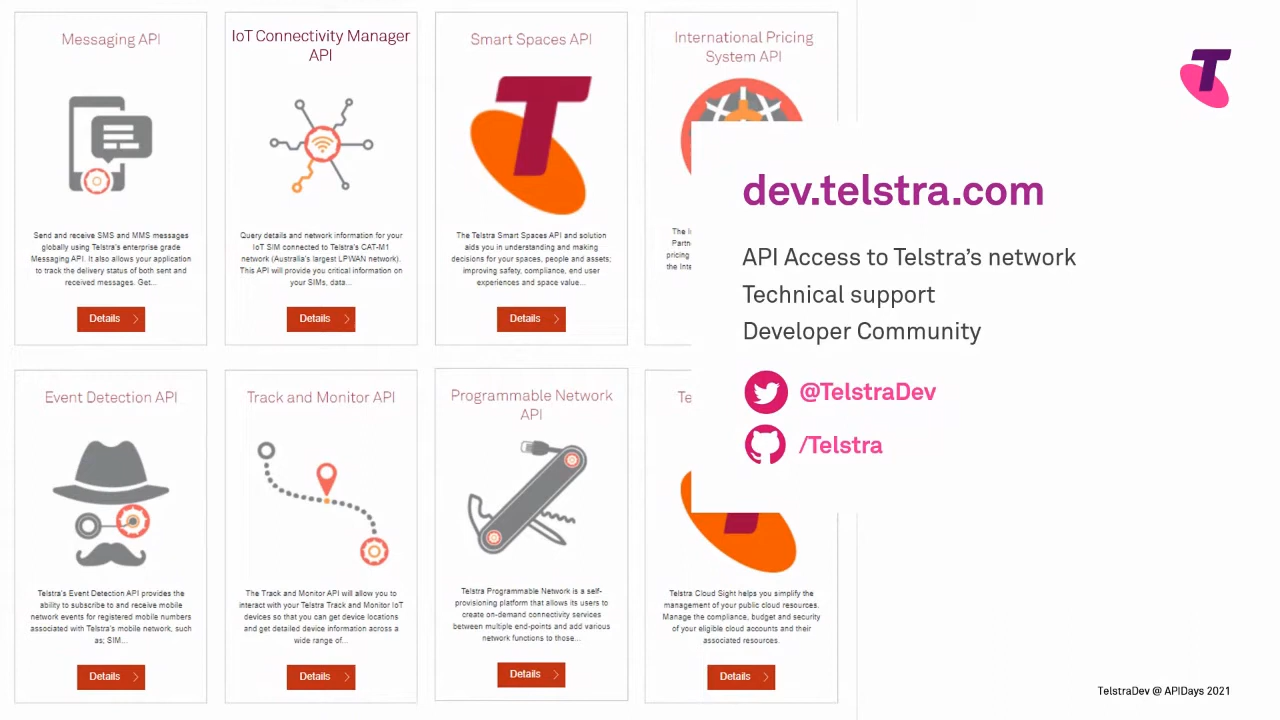 Messaging API
Send and receive SMS and MMS messages
globally using Telstra's enterprise grade
Messaging API. It also allows your application
to track the delivery status of both sent and
received messages. Get...
Details
IoT Connectivity Manager
API
Query details and network information for your
IoT SIM connected to Telstra's CAT-M1
network (Australia's largest LPWAN network).
This API will provide you critical information on
your SIMs, data...
Details
Smart Spaces API
The Telstra Smart Spaces API and solution
aids you in understanding and making
decisions for your spaces, people and assets;
improving safety, compliance, end user
experiences and space value...
Details
International Pricing
System API
The
Partn
pricing
the Inte
Event Detection API
Telstra's Event Detection API provides the
ability to subscribe to and receive mobile
network events for registered mobile numbers
associated with Telstra's mobile network, such
as; SIM...
Details
Track and Monitor API
The Track and Monitor API will allow you to
interact with your Telstra Track and Monitor IoT
devices so that you can get device locations
and get detailed device information across a
wide range of...
Details
Programmable Network
API
Telstra Programmable Network is a self-
provisioning platform that allows its users to
create on-demand connectivity services
between multiple end-points and add various
network functions to those...
Details
Te
Telstra Cloud Sight helps you simplify the
management of your public cloud resources.
Manage the compliance, budget and security
of your eligible cloud accounts and their
associated resources.
Details
T
dev.telstra.com
API Access to Telstra's network
Technical support
Developer Community
@TelstraDev
/Telstra
TelstraDev @ APIDays 2021